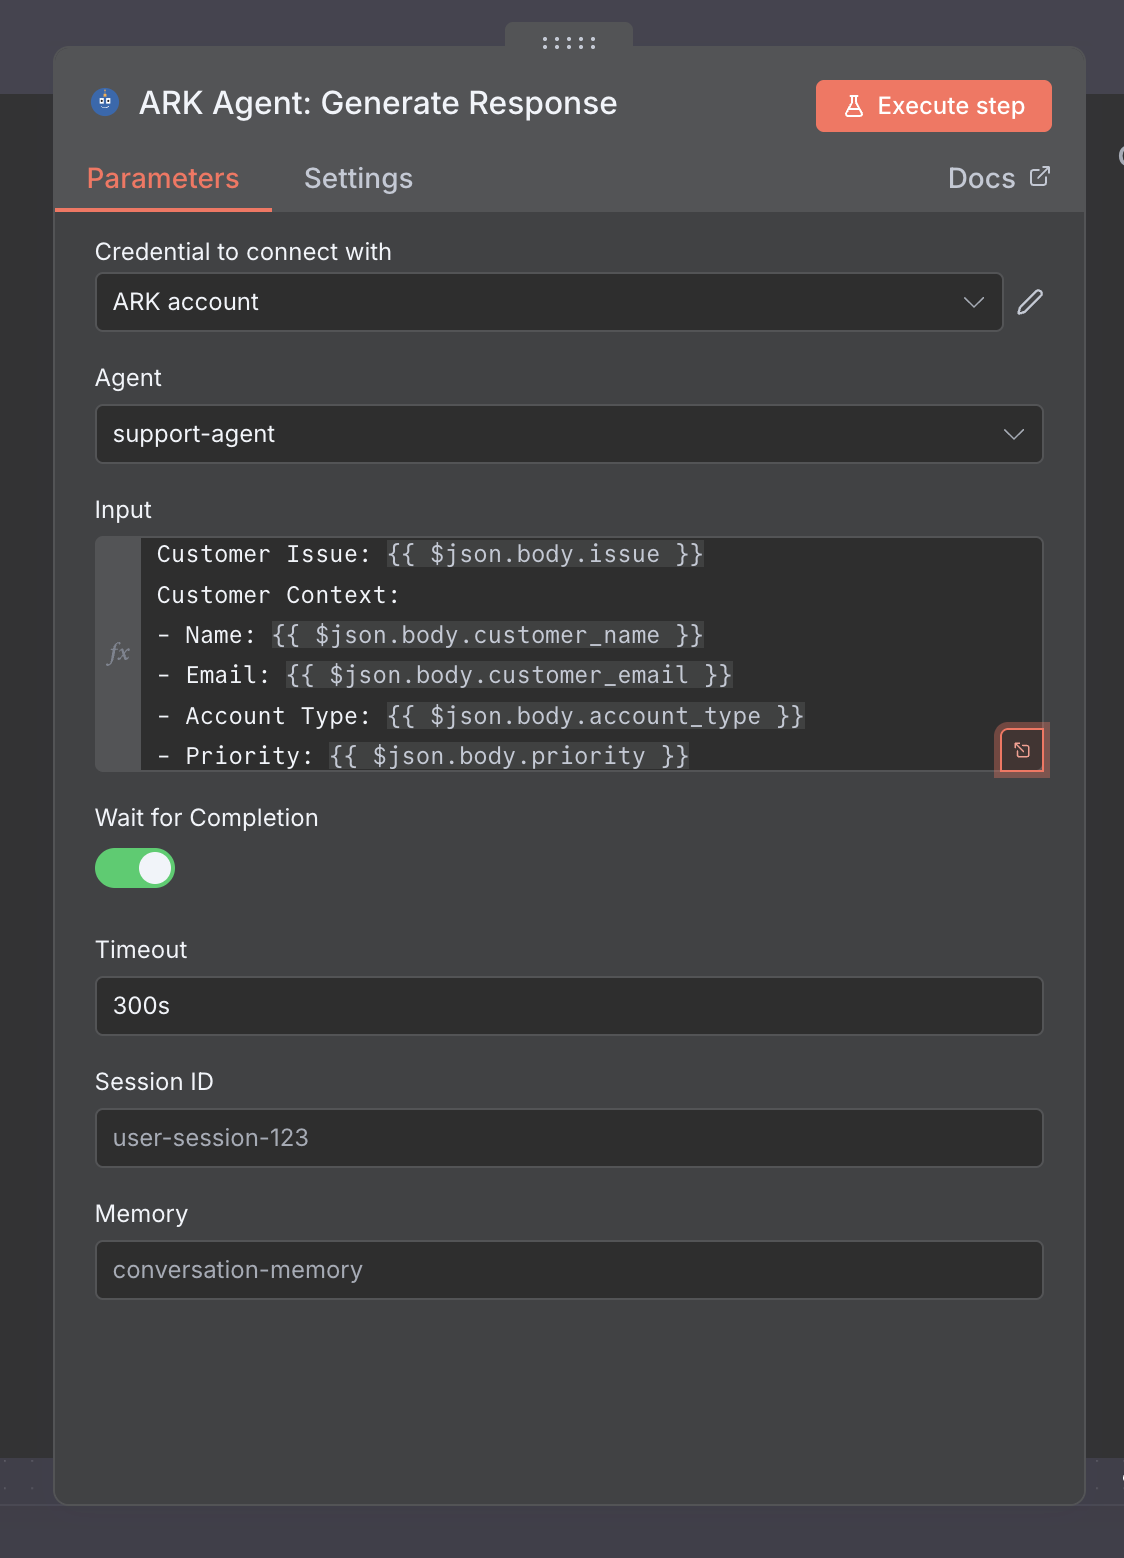 ARK Agent: Generate Response
Execute step
Parameters
Settings
Docs
Credential to connect with
ARK account
Agent
support-agent
Input
fx
Customer Issue: {{ $json.body.issue }}
Customer Context:
- Name: {{ $json.body.customer_name }}
- Email: {{ $json.body.customer_email }}
- Account Type: {{ $json.body.account_type }}
- Priority: {{ $json.body.priority }}
Wait for Completion
Timeout
300s
Session ID
user-session-123
Memory
conversation-memory